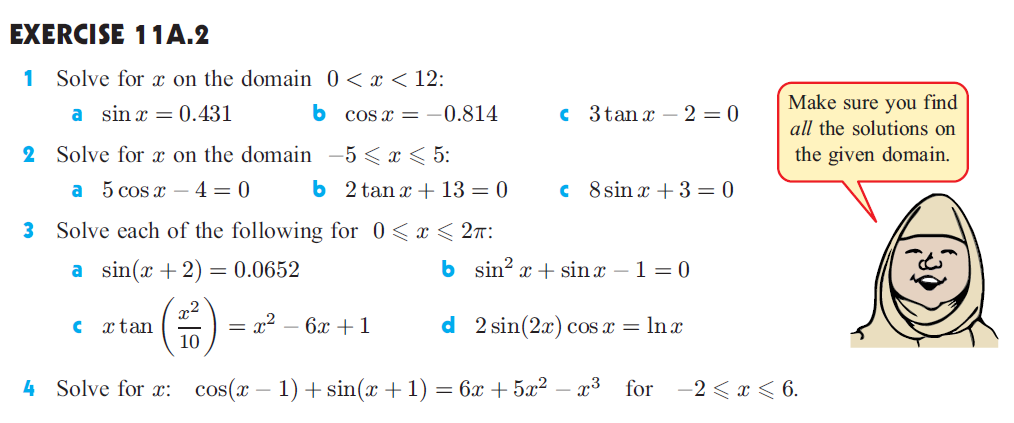 EXERCISE 11A.2
1 Solve for x on the domain 0 < x < 12:
a sin x = 0.431 b cos x = −0.814 c 3 tan x − 2 = 0
2 Solve for x on the domain −5 ⩽ x ⩽ 5:
a 5 cos x − 4 = 0 b 2 tan x + 13 = 0 c 8 sin x + 3 = 0
3 Solve each of the following for 0 ⩽ x ⩽ 2π:
a sin(x + 2) = 0.0652 b sin² x + sin x − 1 = 0
c x tan (x²/10) = x² − 6x + 1 d 2 sin(2x) cos x = ln x
4 Solve for x: cos(x − 1) + sin(x + 1) = 6x + 5x² − x³ for −2 ⩽ x ⩽ 6.
Make sure you find
all the solutions on
the given domain.